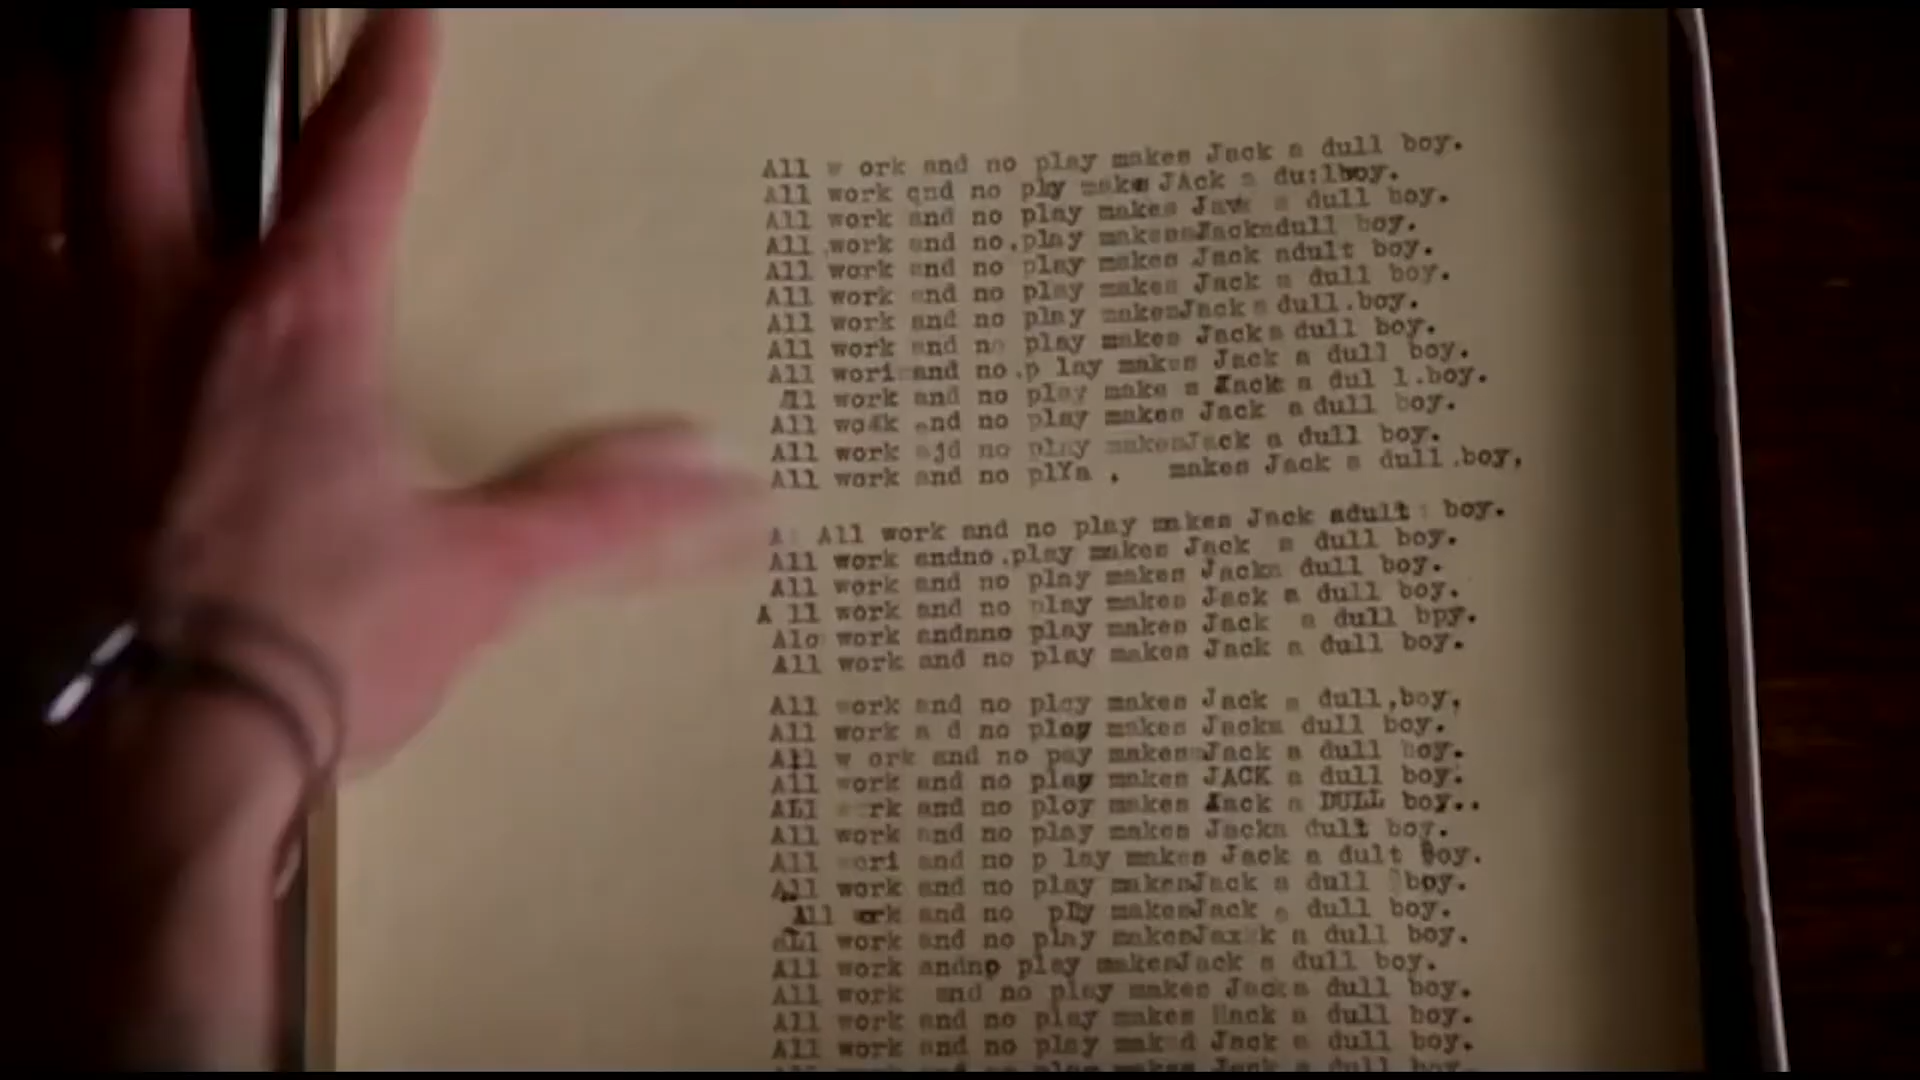 All w ork and no play makes Jack a dull boy.
All work qnd no ply make JAck a du:lboy.
All work and no play makes Javk a dull boy.
All .work and no.play makesaJackadull boy.
All work and no play makes Jack adult boy.
All work and no play makes Jack a dull boy.
All work and no play makesJack a dull.boy.
All work and no play makes Jacka dull boy.
All wori and no.p lay makes Jack a dull boy.
All work and no play make s Jack a dul l.boy.
All work and no play makes Jack a dull boy.
All work ajd no play makesJack a dull boy.
All work and no plYa , makes Jack a dull.boy,
A All work and no play makes Jack adult boy.
All work andno.play makes Jack a dull boy.
All work and no play makes Jacka dull boy.
A ll work and no play makes Jack a dull boy.
Alo work andnno play makes Jack a dull bpy.
All work and no play makes Jack a dull boy.
All work and no play makes Jack a dull,boy,
All work a d no play makes Jacka dull boy.
All w ork and no pay makes Jack a dull boy.
All work and no play makes JACK a dull boy.
ALl rk and no ploy makes Jack a DULL boy..
All work and no play makes Jacka dult boy.
All wori and no p lay makes Jack a dult boy.
All work and no play makesJack a dull boy.
All ork and no ply makesJack a dull boy.
aLl work and no play makesJax k a dull boy.
All work andnp play makesJack a dull boy.
All work and no play makes Jack a dull boy.
All work and no play makes Hack a dull boy.
All work and no play mak d Jack a dull boy.